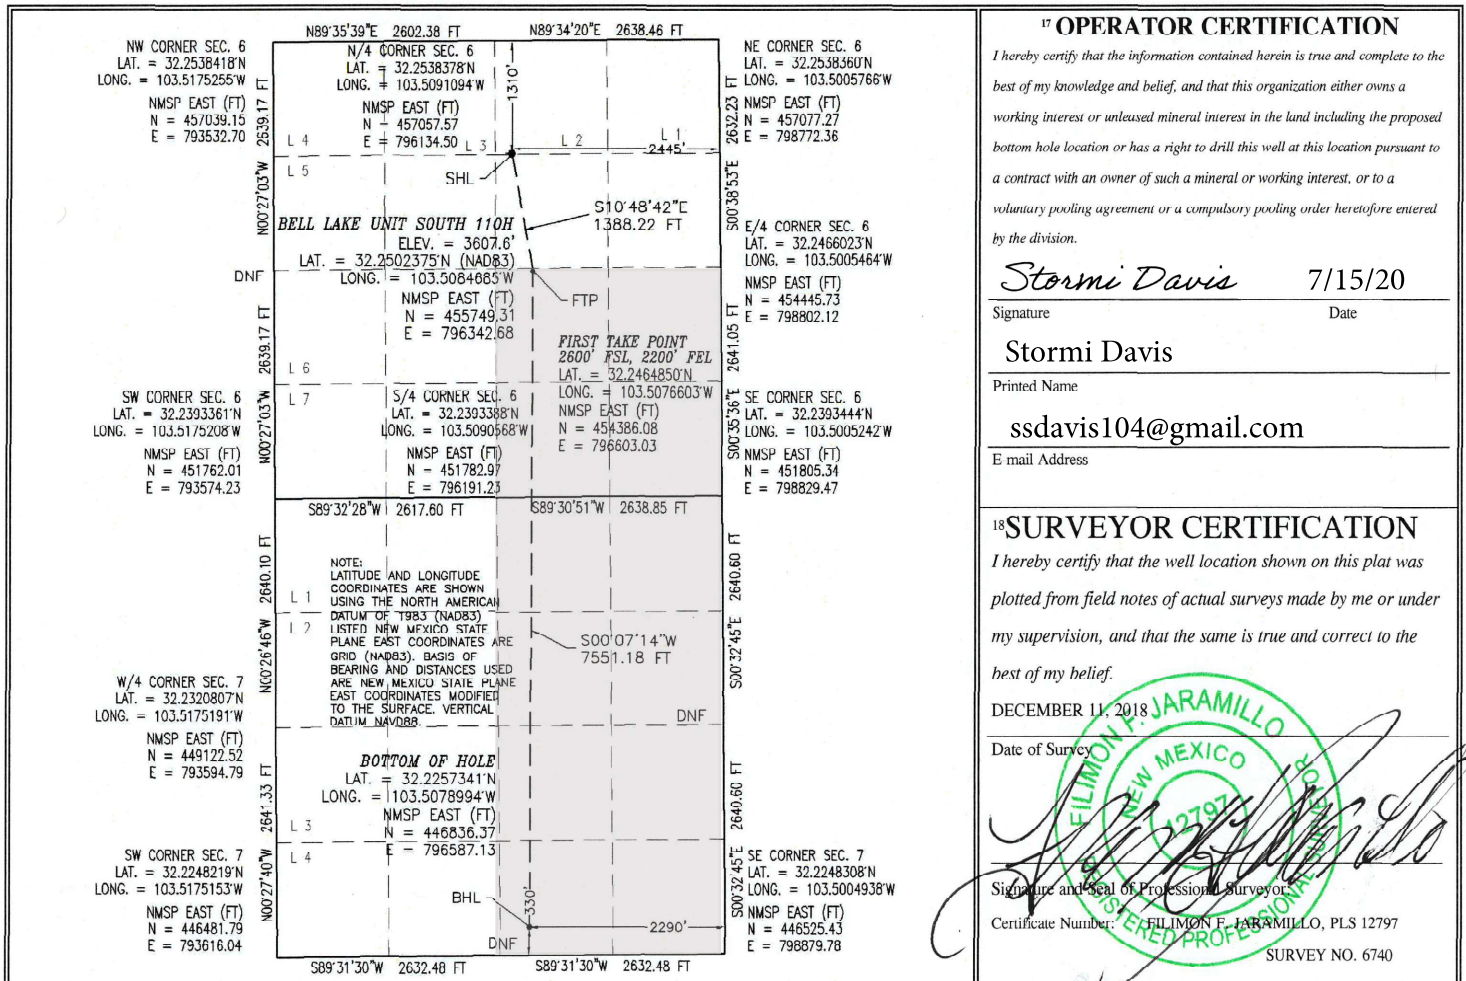 N89°35'39"E 2602.38 FT
N89°34'20"E 2638.46 FT
NW CORNER SEC. 6
LAT. = 32.2538418'N
LONG. = 103.5175255'W
NMSP EAST (FT)
N = 457039.15
E = 793532.70
N/4 CORNER SEC. 6
LAT. = 32.2538378'N
LONG. = 103.5091094'W
NMSP EAST (FT)
N = 457057.57
E = 796134.50
NE CORNER SEC. 6
LAT. = 32.2538360'N
LONG. = 103.5005766'W
NMSP EAST (FT)
N = 457077.27
E = 798772.36
2639.17 FT
1310'
2632.23 FT
L 4
L 3
L 2
L 1
2445'
L 5
SHL
N00°27'03"W
S00°38'53"E
S10°48'42"E
1388.22 FT
BELL LAKE UNIT SOUTH 110H
ELEV. = 3607.6'
LAT. = 32.2502375'N (NAD83)
LONG. = 103.5084685'W
NMSP EAST (FT)
N = 455749.31
E = 796342.68
E/4 CORNER SEC. 6
LAT. = 32.2466023'N
LONG. = 103.5005464'W
NMSP EAST (FT)
N = 454445.73
E = 798802.12
DNF
FTP
2639.17 FT
2641.05 FT
FIRST TAKE POINT
2600' FSL, 2200' FEL
LAT. = 32.2464850'N
LONG. = 103.5076603'W
NMSP EAST (FT)
N = 454386.08
E = 796603.03
L 6
L 7
SW CORNER SEC. 6
LAT. = 32.2393361'N
LONG. = 103.5175208'W
NMSP EAST (FT)
N = 451762.01
E = 793574.23
S/4 CORNER SEC. 6
LAT. = 32.2393388'N
LONG. = 103.5090568'W
NMSP EAST (FT)
N = 451782.97
E = 796191.23
SE CORNER SEC. 6
LAT. = 32.2393444'N
LONG. = 103.5005242'W
NMSP EAST (FT)
N = 451805.34
E = 798829.47
N00°27'03"W
S00°35'36"E
S89°32'28"W 2617.60 FT
S89°30'51"W 2638.85 FT
2640.10 FT
2640.60 FT
NOTE:
LATITUDE AND LONGITUDE
COORDINATES ARE SHOWN
USING THE NORTH AMERICAN
DATUM OF 1983 (NAD83)
LISTED NEW MEXICO STATE
PLANE EAST COORDINATES ARE
GRID (NAD83). BASIS OF
BEARING AND DISTANCES USED
ARE NEW MEXICO STATE PLANE
EAST COORDINATES MODIFIED
TO THE SURFACE. VERTICAL
DATUM NAVD88.
L 1
L 2
S00°07'14"W
7551.18 FT
N00°26'46"W
S00°32'45"E
W/4 CORNER SEC. 7
LAT. = 32.2320807'N
LONG. = 103.5175191'W
NMSP EAST (FT)
N = 449122.52
E = 793594.79
DNF
BOTTOM OF HOLE
LAT. = 32.2257341'N
LONG. = 103.5078994'W
NMSP EAST (FT)
N = 446836.37
E = 796587.13
2641.33 FT
2640.60 FT
L 3
L 4
SW CORNER SEC. 7
LAT. = 32.2248219'N
LONG. = 103.5175153'W
NMSP EAST (FT)
N = 446481.79
E = 793616.04
SE CORNER SEC. 7
LAT. = 32.2248308'N
LONG. = 103.5004938'W
NMSP EAST (FT)
N = 446525.43
E = 798879.78
N00°27'40"W
S00°32'45"E
BHL
330'
2290'
DNF
S89°31'30"W 2632.48 FT
S89°31'30"W 2632.48 FT
17 OPERATOR CERTIFICATION
I hereby certify that the information contained herein is true and complete to the
best of my knowledge and belief, and that this organization either owns a
working interest or unleased mineral interest in the land including the proposed
bottom hole location or has a right to drill this well at this location pursuant to
a contract with an owner of such a mineral or working interest, or to a
voluntary pooling agreement or a compulsory pooling order heretofore entered
by the division.
Stormi Davis 7/15/20
Signature Date
Stormi Davis
Printed Name
ssdavis104@gmail.com
E mail Address
18 SURVEYOR CERTIFICATION
I hereby certify that the well location shown on this plat was
plotted from field notes of actual surveys made by me or under
my supervision, and that the same is true and correct to the
best of my belief.
DECEMBER 11, 2018
Date of Survey
FILIMON F. JARAMILLO
NEW MEXICO
12797
REGISTERED PROFESSIONAL SURVEYOR
Signature and Seal of Professional Surveyor:
Certificate Number: FILIMON F. JARAMILLO, PLS 12797
SURVEY NO. 6740